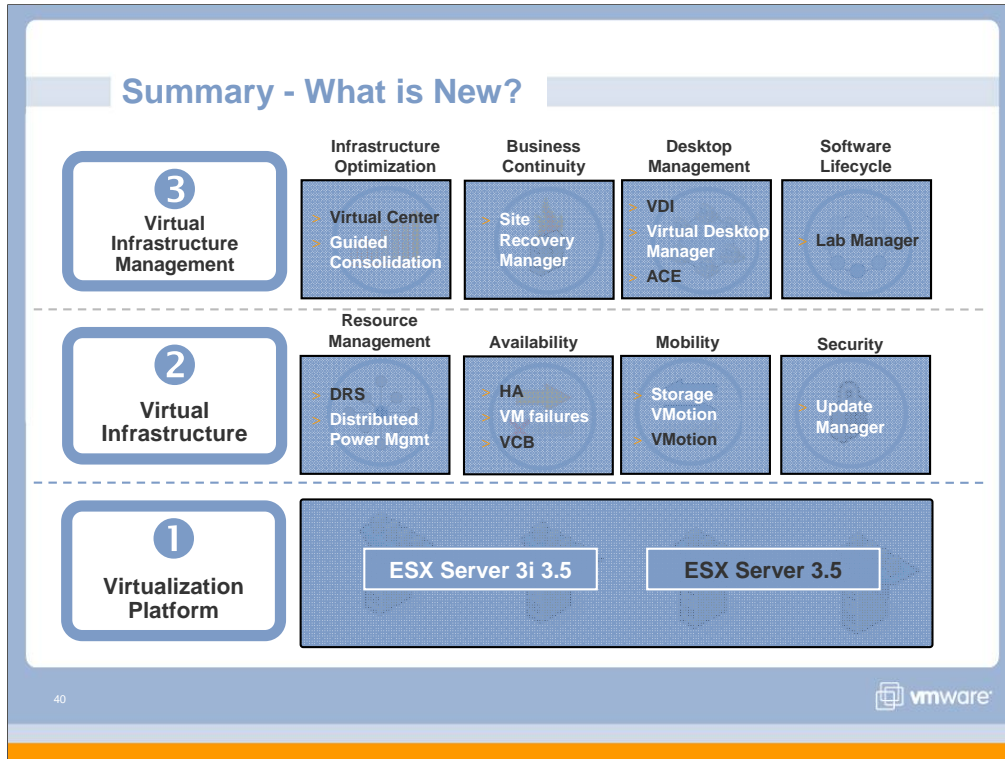 Summary - What is New?
Infrastructure
Optimization
Business
Continuity
Desktop
Management
Software
Lifecycle
3
Virtual
Infrastructure
Management
Virtual Center
Guided
Consolidation
Site
Recovery
Manager
VDI
Virtual Desktop
Manager
ACE
Lab Manager
Resource
Management
Availability
Mobility
Security
2
Virtual
Infrastructure
DRS
Distributed
Power Mgmt
HA
VM failures
VCB
Storage
VMotion
VMotion
Update
Manager
1
Virtualization
Platform
ESX Server 3i 3.5
ESX Server 3.5
40
vmware